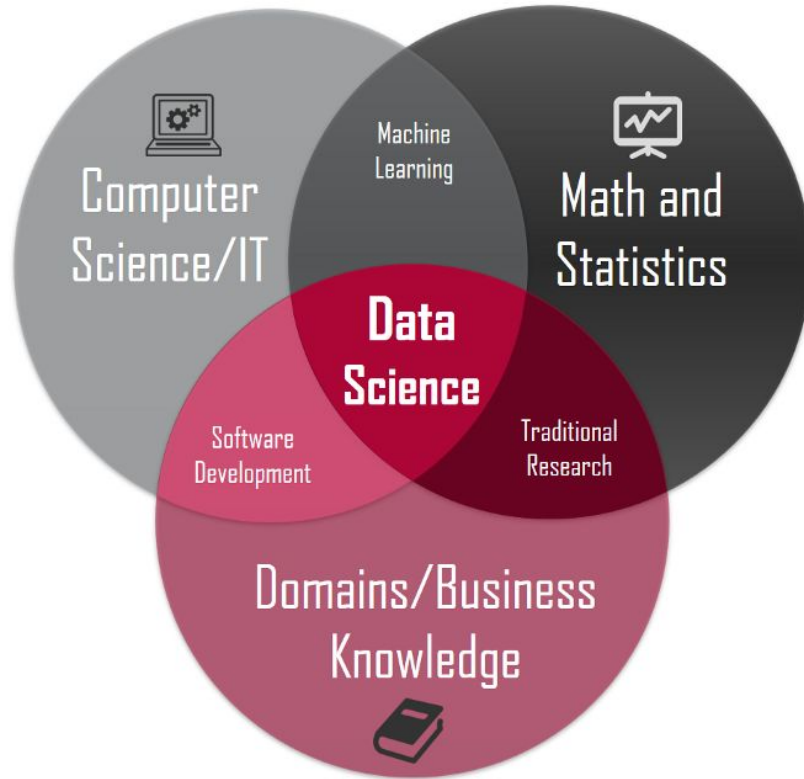 Machine
Learning
Computer
Science/IT
Math and
Statistics
Data
Science
Software
Development
Traditional
Research
Domains/Business
Knowledge